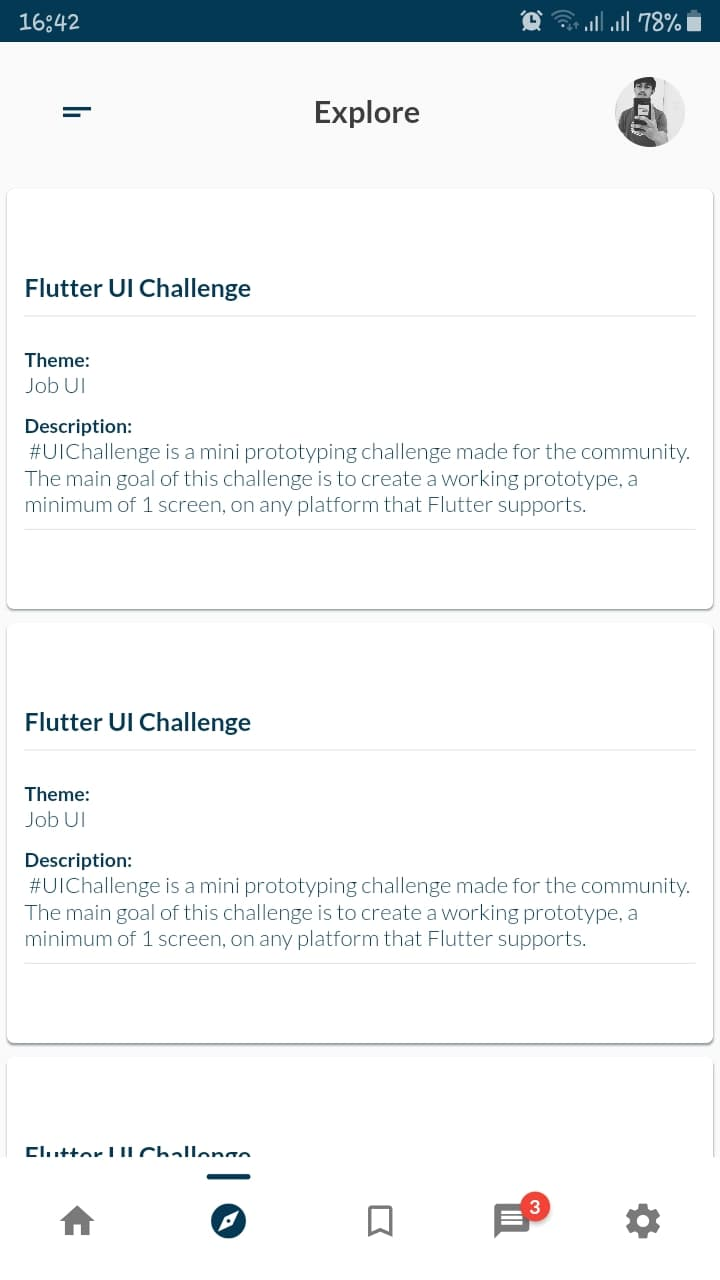 16:42
78%
Explore
Flutter UI Challenge
Theme:
Job UI
Description:
#UIChallenge is a mini prototyping challenge made for the community.
The main goal of this challenge is to create a working prototype, a
minimum of 1 screen, on any platform that Flutter supports.
Flutter UI Challenge
Theme:
Job UI
Description:
#UIChallenge is a mini prototyping challenge made for the community.
The main goal of this challenge is to create a working prototype, a
minimum of 1 screen, on any platform that Flutter supports.
Flutter UI Challenge
3